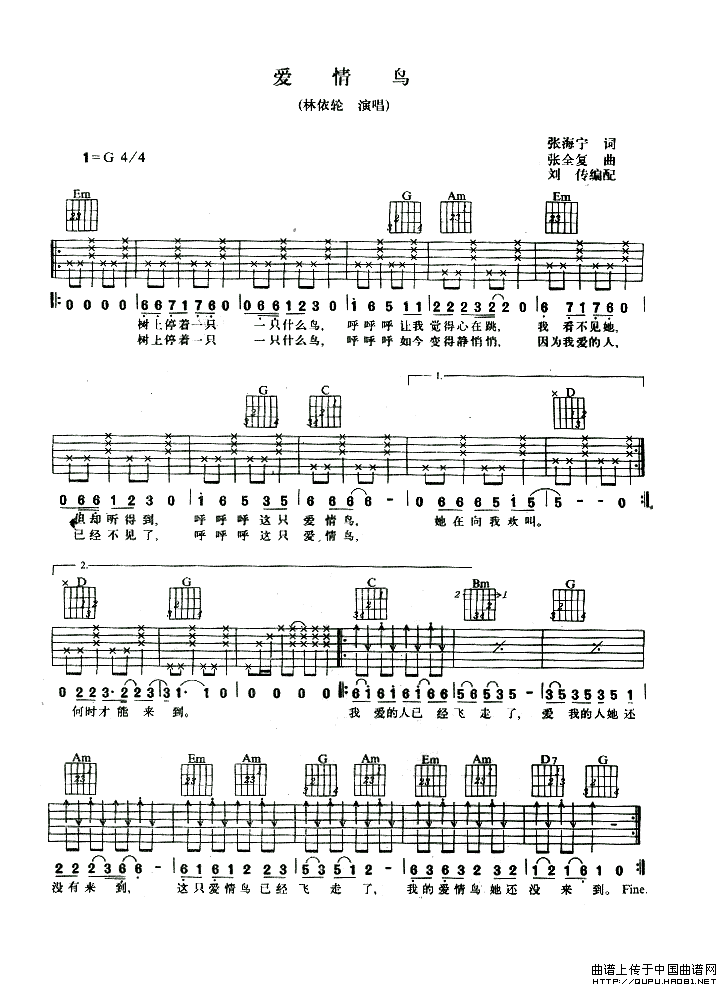 爱 情 鸟
(林依轮 演唱)
1=G 4/4
张海宁 词
张全复 曲
刘 传编配
Em G Am Em
0 0 0 0 6 6 7 1 7 6 0 0 6 6 1 2 3 0 1 6 5 1 1 2 2 2 3 2 2 0 6 7 1 7 6 0
树上停着一只 一只什么鸟, 呼呼呼 让我 觉得心在跳, 我 看不见她,
树上停着一只 一只什么鸟, 呼呼呼 如今 变得静悄悄, 因为我爱的人,
1.
G C D
0 6 6 1 2 3 0 1 6 5 3 5 6 6 6 6 - 0 6 6 6 5 1 5 5 - - 0
但却听得到, 呼 呼呼 这只 爱 情鸟, 她 在 向 我 欢叫。
已经不见了, 呼 呼呼 这只 爱 情鸟,
2.
D G C Bm G
0 2 2 3 2 2 3 3 1 1 0 0 0 0 0 6 1 6 1 6 1 6 6 5 6 5 3 5 - 3 5 3 5 3 5 1
何时才能 来 到。 我 爱的人已 经 飞 走 了, 爱 我的人她还
Am Em Am G Am Em Am D7 G
2 2 2 3 6 6 - 6 1 6 1 2 2 3 5 3 5 1 2 - 6 3 6 3 2 2 2 3 1 2 1 6 1 0
没有来 到, 这只爱情鸟已经 飞 走 了, 我的爱情鸟她还 没 来 到。 Fine.
曲谱上传于中国曲谱网
http://QUPU.HAO81.NET